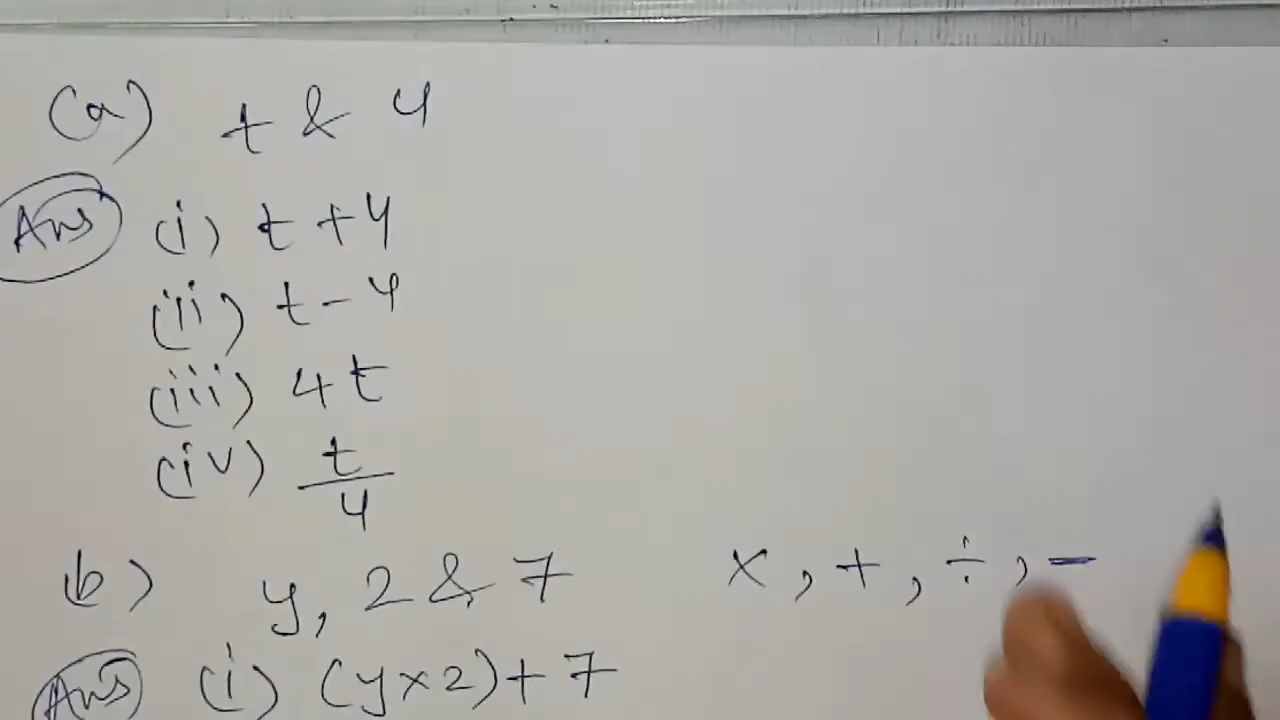 (a) t & 4
Ans (i) t + 4
(ii) t - 4
(iii) 4t
(iv) t/4
(b) y, 2 & 7 x, +, ÷, -
Ans (i) (y×2)+7